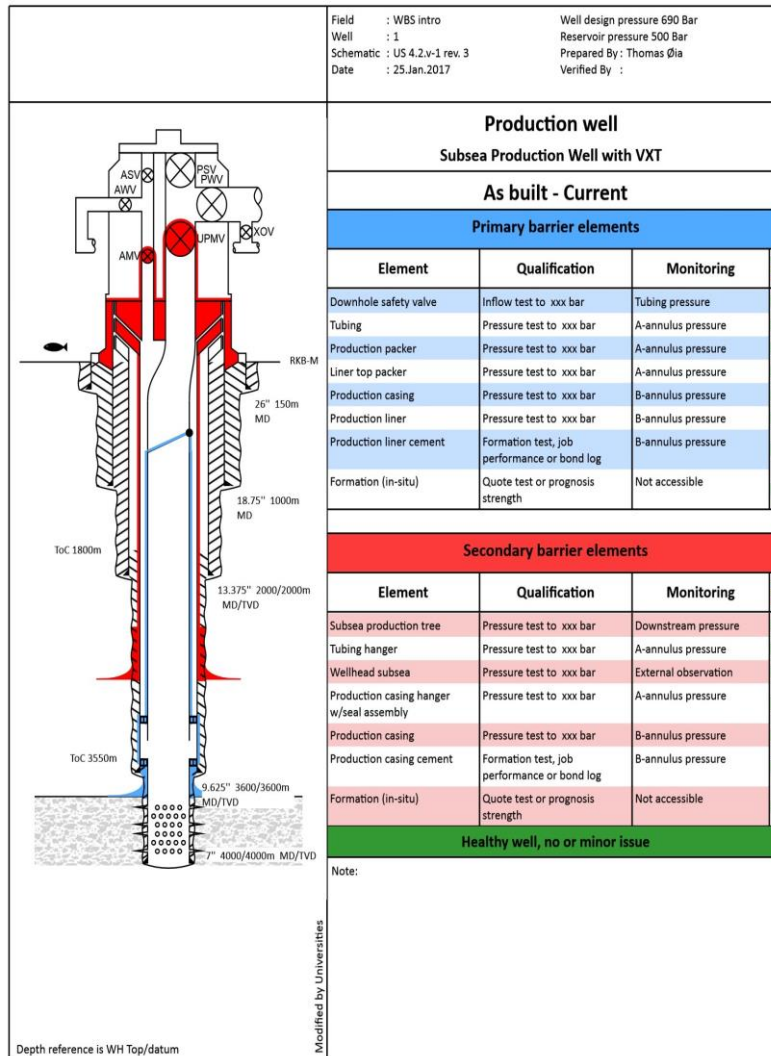 Field : WBS intro
Well : 1
Schematic : US 4.2.v-1 rev. 3
Date : 25.Jan.2017
Well design pressure 690 Bar
Reservoir pressure 500 Bar
Prepared By : Thomas Øia
Verified By :
Production well
Subsea Production Well with VXT
As built - Current
Primary barrier elements
Element Qualification Monitoring
Downhole safety valve Inflow test to xxx bar Tubing pressure
Tubing Pressure test to xxx bar A-annulus pressure
Production packer Pressure test to xxx bar A-annulus pressure
Liner top packer Pressure test to xxx bar A-annulus pressure
Production casing Pressure test to xxx bar B-annulus pressure
Production liner Pressure test to xxx bar B-annulus pressure
Production liner cement Formation test, job B-annulus pressure
performance or bond log
Formation (in-situ) Quote test or prognosis Not accessible
strength
Secondary barrier elements
Element Qualification Monitoring
Subsea production tree Pressure test to xxx bar Downstream pressure
Tubing hanger Pressure test to xxx bar A-annulus pressure
Wellhead subsea Pressure test to xxx bar External observation
Production casing hanger Pressure test to xxx bar A-annulus pressure
w/seal assembly
Production casing Pressure test to xxx bar B-annulus pressure
Production casing cement Formation test, job B-annulus pressure
performance or bond log
Formation (in-situ) Quote test or prognosis Not accessible
strength
Healthy well, no or minor issue
Note:
ASV
PSV
AWV
PWV
XOV
UPMV
AMV
RKB-M
26" 150m
MD
18.75" 1000m
MD
ToC 1800m
13.375" 2000/2000m
MD/TVD
ToC 3550m
9.625" 3600/3600m
MD/TVD
7" 4000/4000m MD/TVD
Modified by Universities
Depth reference is WH Top/datum